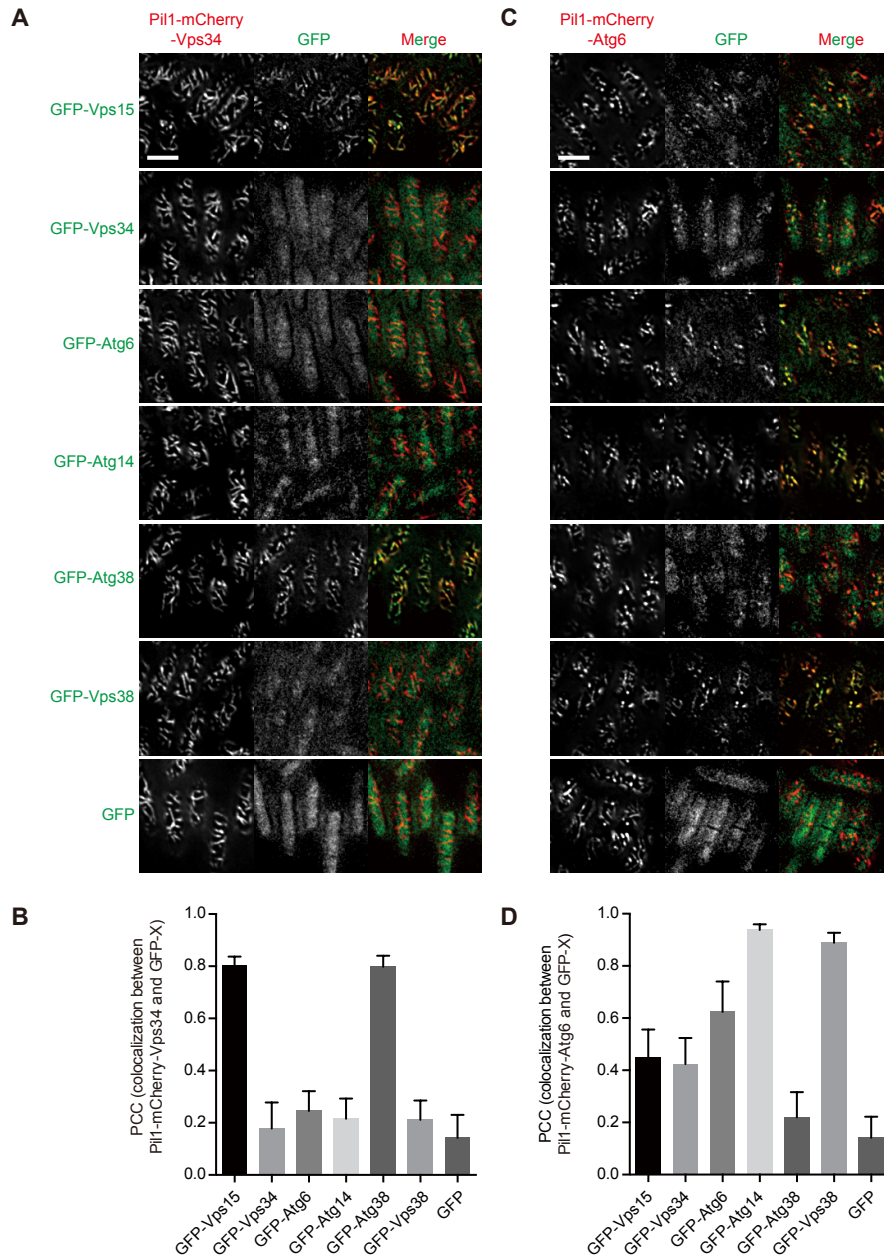 A
Pil1-mCherry
-Vps34
GFP
Merge
GFP-Vps15
GFP-Vps34
GFP-Atg6
GFP-Atg14
GFP-Atg38
GFP-Vps38
GFP
C
Pil1-mCherry
-Atg6
GFP
Merge
B
PCC (colocalization between
Pil1-mCherry-Vps34 and GFP-X)
1.0
0.8
0.6
0.4
0.2
0.0
GFP-Vps15
GFP-Vps34
GFP-Atg6
GFP-Atg14
GFP-Atg38
GFP-Vps38
GFP
D
PCC (colocalization between
Pil1-mCherry-Atg6 and GFP-X)
1.0
0.8
0.6
0.4
0.2
0.0
GFP-Vps15
GFP-Vps34
GFP-Atg6
GFP-Atg14
GFP-Atg38
GFP-Vps38
GFP